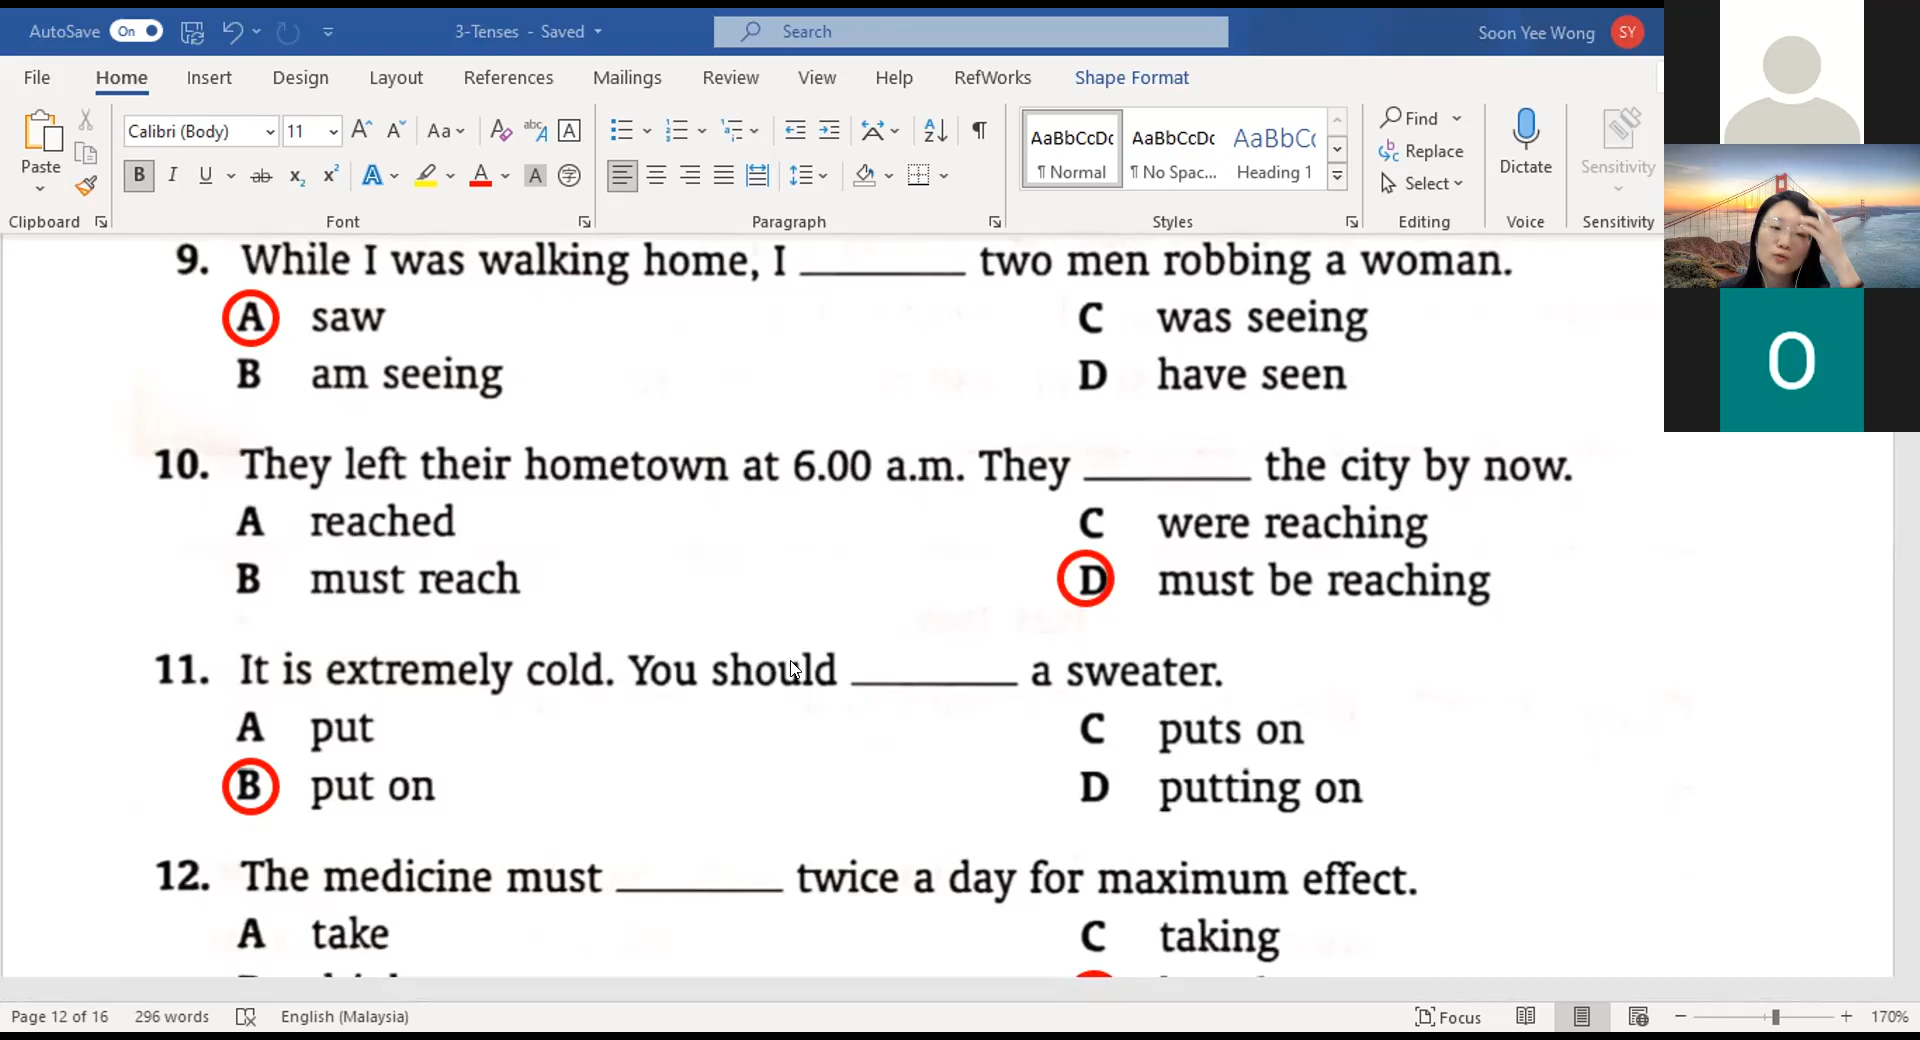 AutoSave On 3-Tenses - Saved Search Soon Yee Wong SY
File Home Insert Design Layout References Mailings Review View Help RefWorks Shape Format
Paste Calibri (Body) 11 Aa AaBbCcDc AaBbCcDc AaBbCc Find Replace Select Dictate Sensitivity
¶ Normal ¶ No Spac... Heading 1
Clipboard Font Paragraph Styles Editing Voice Sensitivity
9. While I was walking home, I ________ two men robbing a woman.
A saw C was seeing
B am seeing D have seen
10. They left their hometown at 6.00 a.m. They ________ the city by now.
A reached C were reaching
B must reach D must be reaching
11. It is extremely cold. You should ________ a sweater.
A put C puts on
B put on D putting on
12. The medicine must ________ twice a day for maximum effect.
A take C taking
O
Page 12 of 16 296 words English (Malaysia) Focus 170%